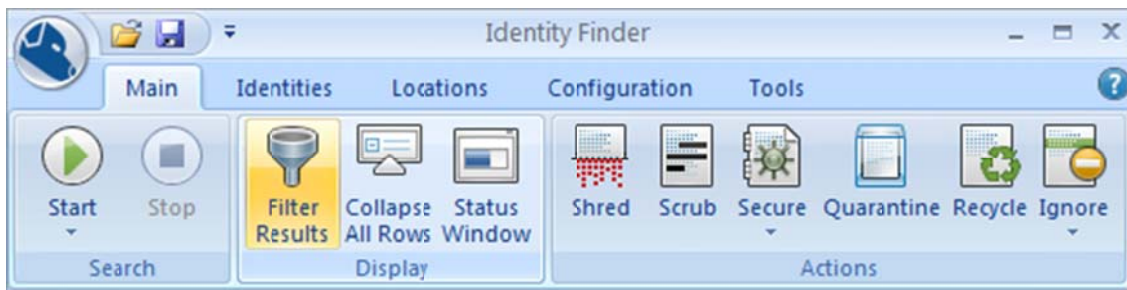 Identity Finder
Main Identities Locations Configuration Tools
Start Stop Filter Results Collapse All Rows Status Window Shred Scrub Secure Quarantine Recycle Ignore
Search Display Actions